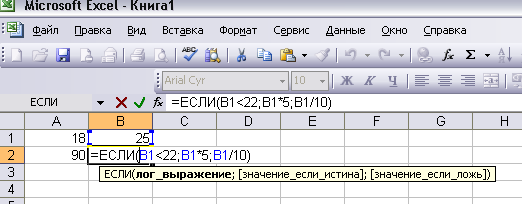 Microsoft Excel - Книга1
Файл Правка Вид Вставка Формат Сервис Данные Окно Справка
Arial Cyr 10 Ж К Ч
ЕСЛИ =ЕСЛИ(B1<22;B1*5;B1/10)
A B C D E F G H
1 18 25
2 90 =ЕСЛИ(B1<22;B1*5;B1/10)
3 ЕСЛИ(лог_выражение; [значение_если_истина]; [значение_если_ложь])
4
5